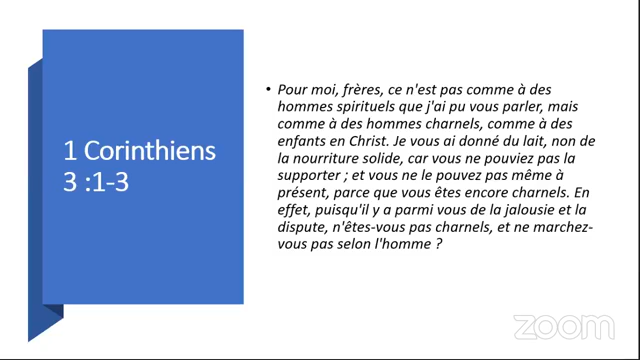 1 Corinthiens
3 :1-3
• Pour moi, frères, ce n'est pas comme à des
hommes spirituels que j'ai pu vous parler, mais
comme à des hommes charnels, comme à des
enfants en Christ. Je vous ai donné du lait, non de
la nourriture solide, car vous ne pouviez pas la
supporter ; et vous ne le pouvez pas même à
présent, parce que vous êtes encore charnels. En
effet, puisqu'il y a parmi vous de la jalousie et la
dispute, n'êtes-vous pas charnels, et ne marchez-
vous pas selon l'homme ?
zoom